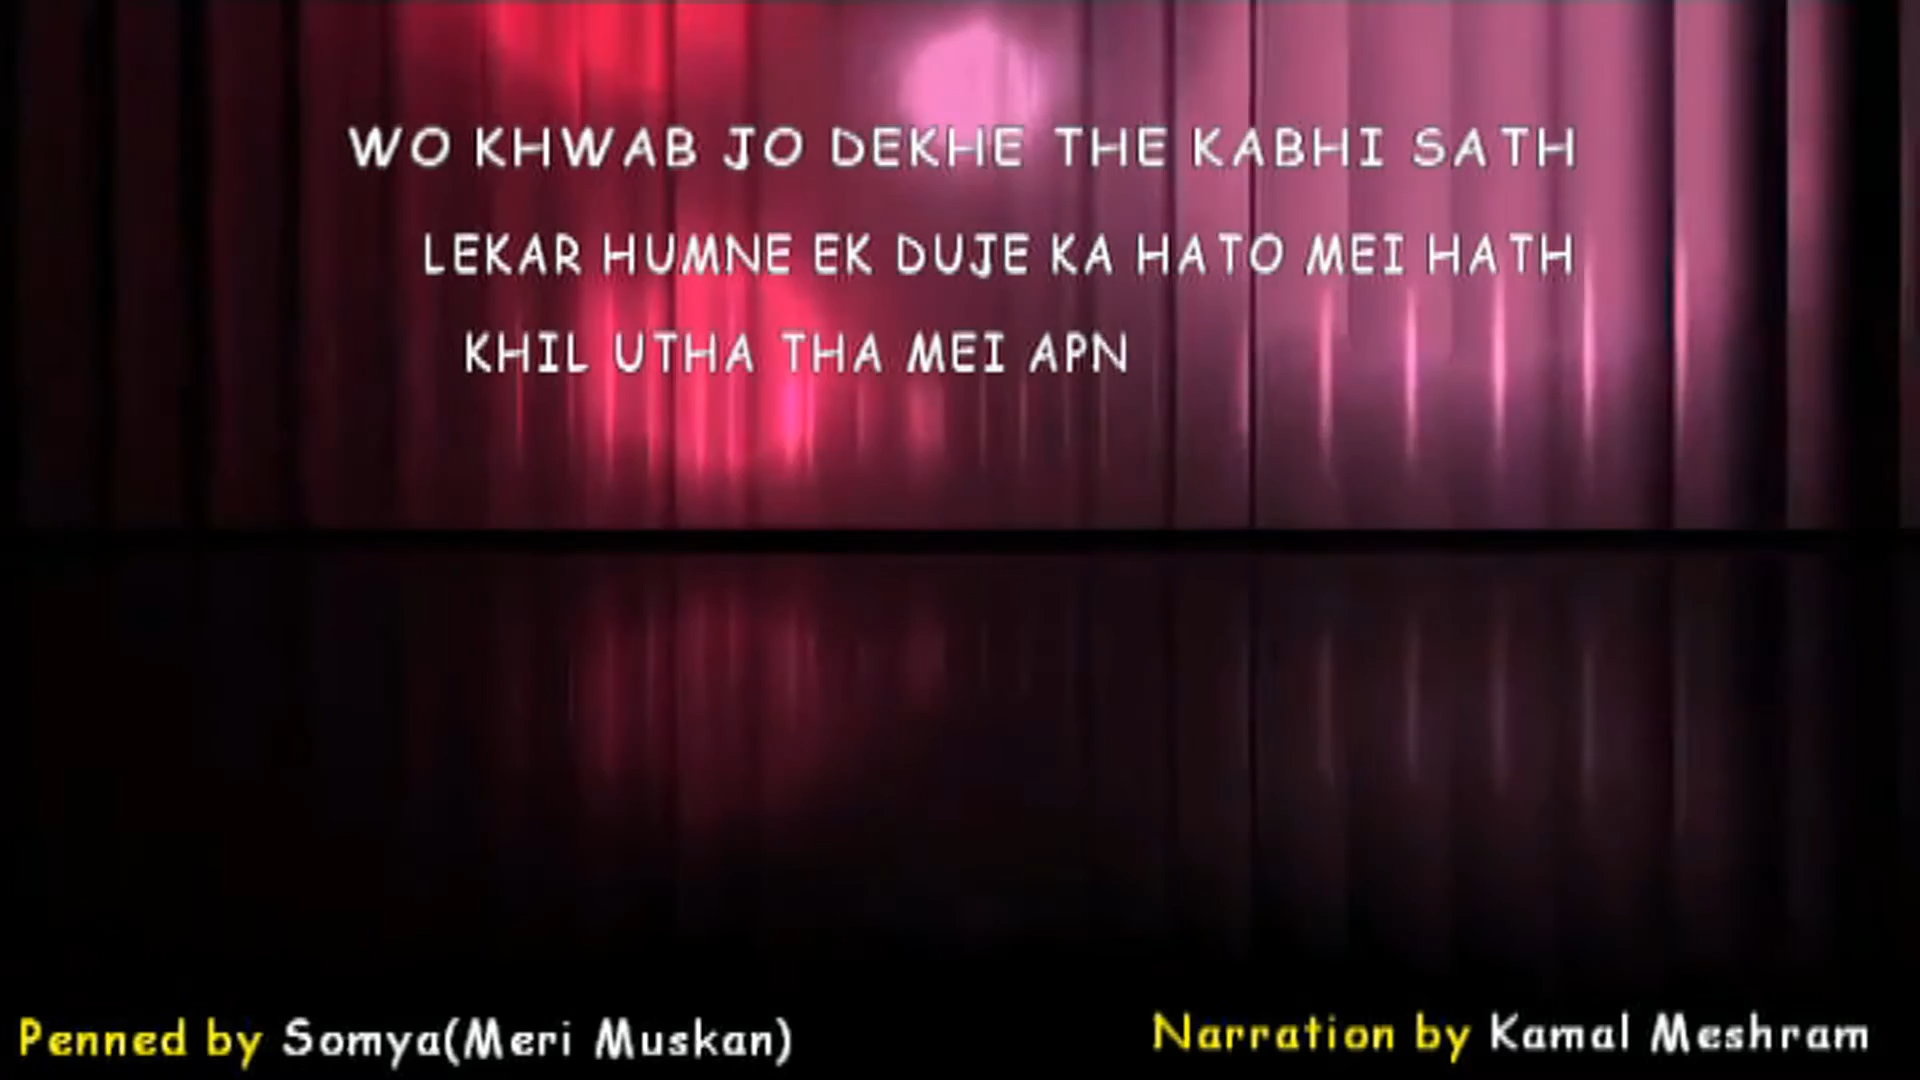 WO KHWAB JO DEKHE THE KABHI SATH
LEKAR HUMNE EK DUJE KA HATO MEI HATH
KHIL UTHA THA MEI APN
Penned by Somya(Meri Muskan)
Narration by Kamal Meshram